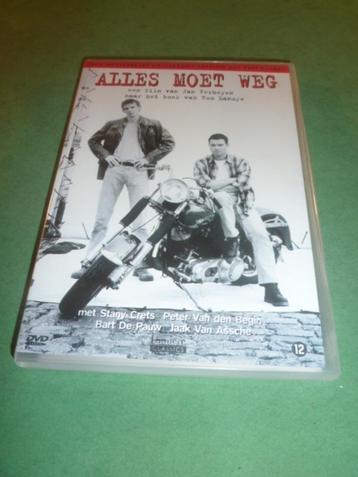 ALLES MOET WEG
een film van Jan Verheyen
naar het boek van Tom Lanoye
met Stany Crets Peter Van den Begin
Bart De Pauw Jaak Van Assche
DVD
CLASSICS
12